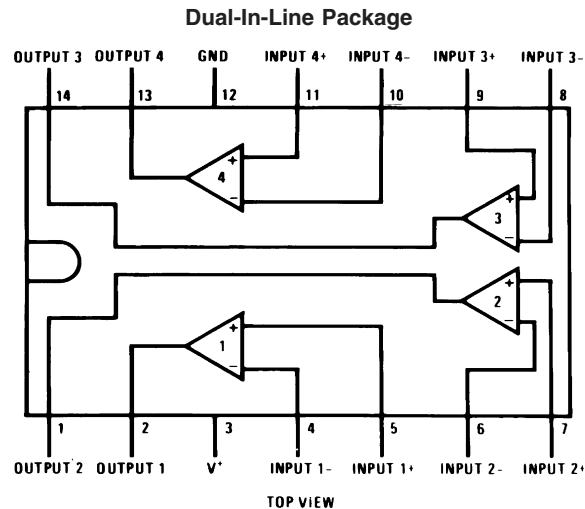 Dual-In-Line Package
OUTPUT 3 OUTPUT 4 GND INPUT 4+ INPUT 4- INPUT 3+ INPUT 3-
14 13 12 11 10 9 8
+
4
-
+
3
-
+
2
-
+
1
-
1 2 3 4 5 6 7
OUTPUT 2 OUTPUT 1 V+ INPUT 1- INPUT 1+ INPUT 2- INPUT 2+
TOP VIEW